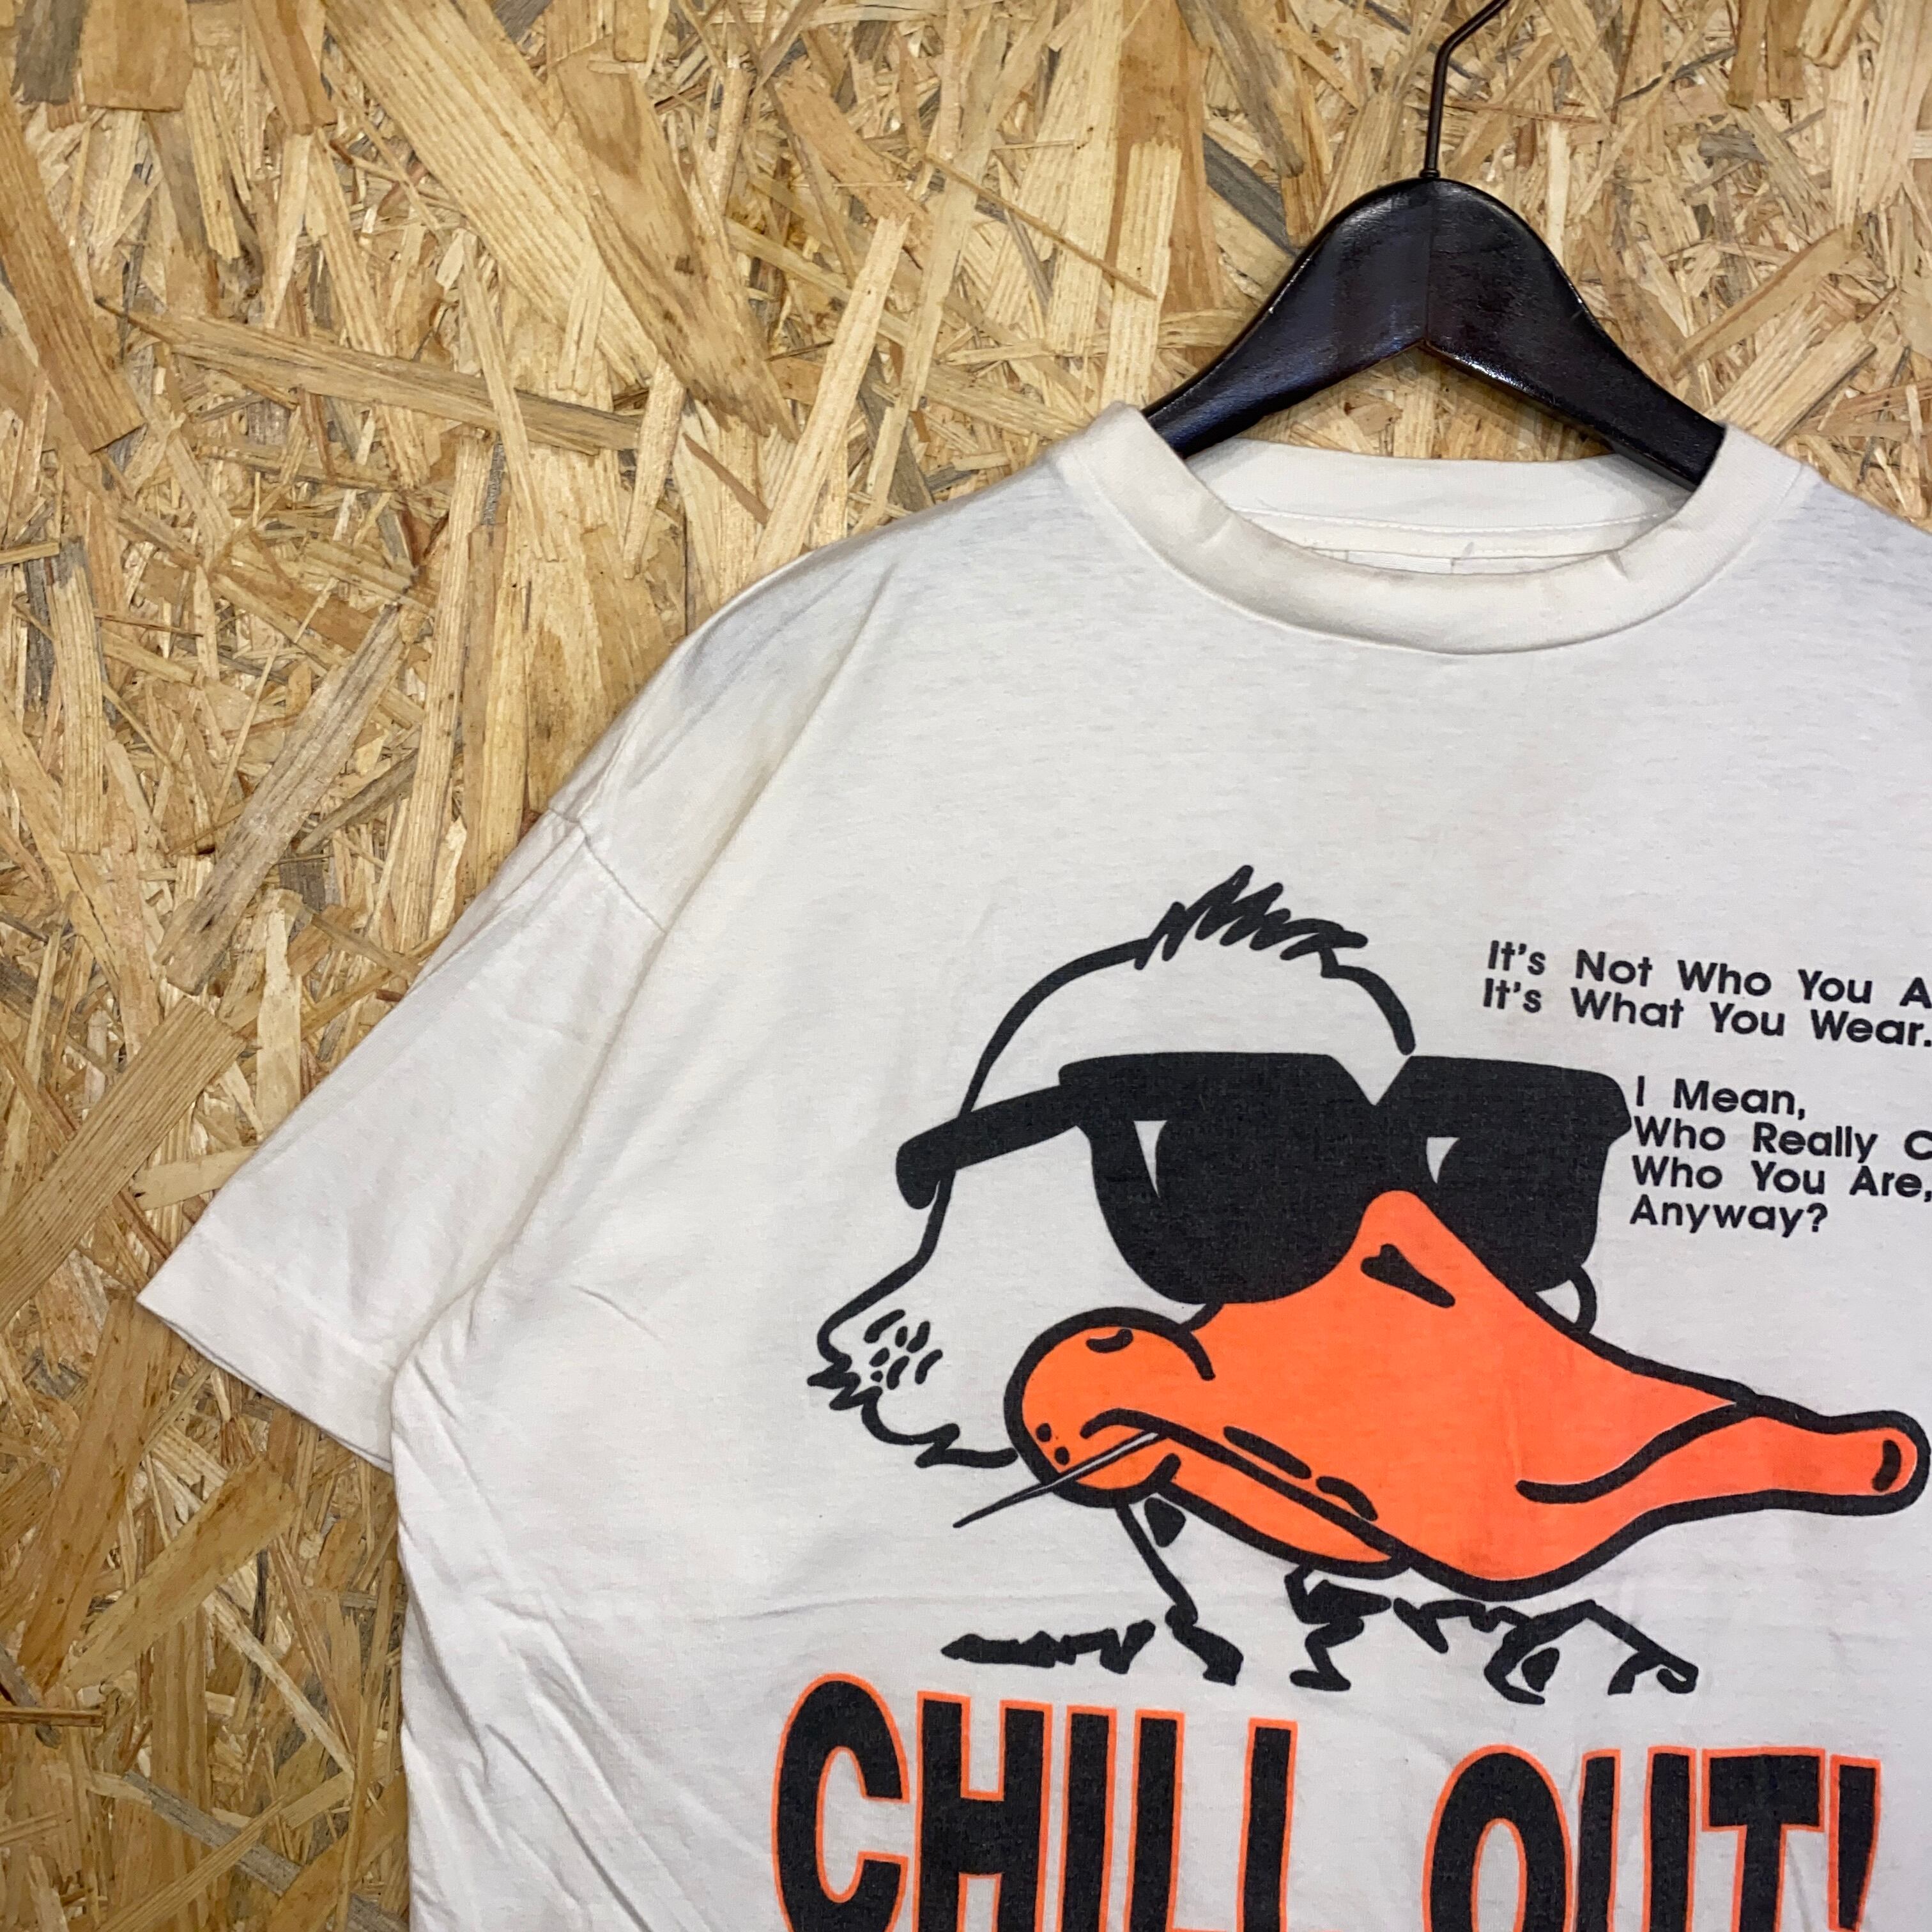 It's Not Who You
It's What You Wear.
I Mean,
Who Really
Who You Are,
Anyway?
CHILL OUT!